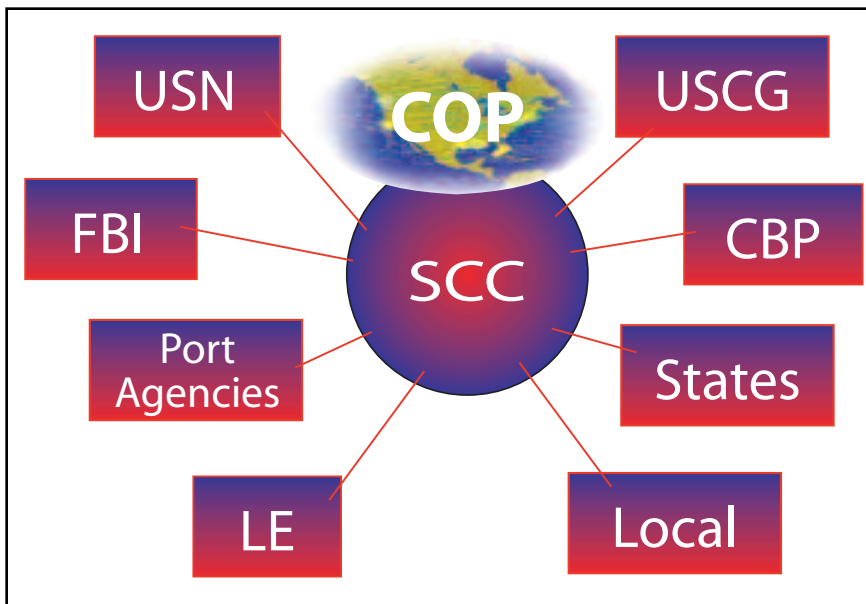 USN
COP
USCG
FBI
SCC
CBP
Port
Agencies
States
LE
Local